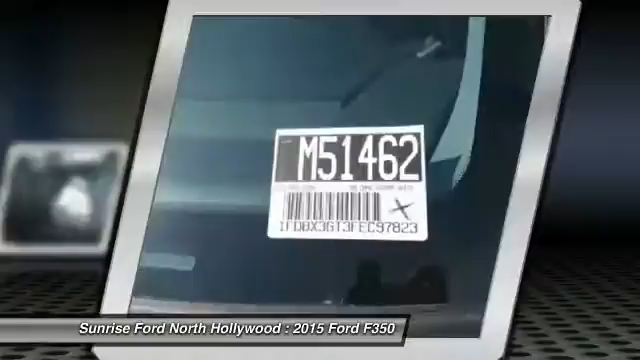 M51462
1FDBX3GT3FEC97823
Sunrise Ford North Hollywood : 2015 Ford F350